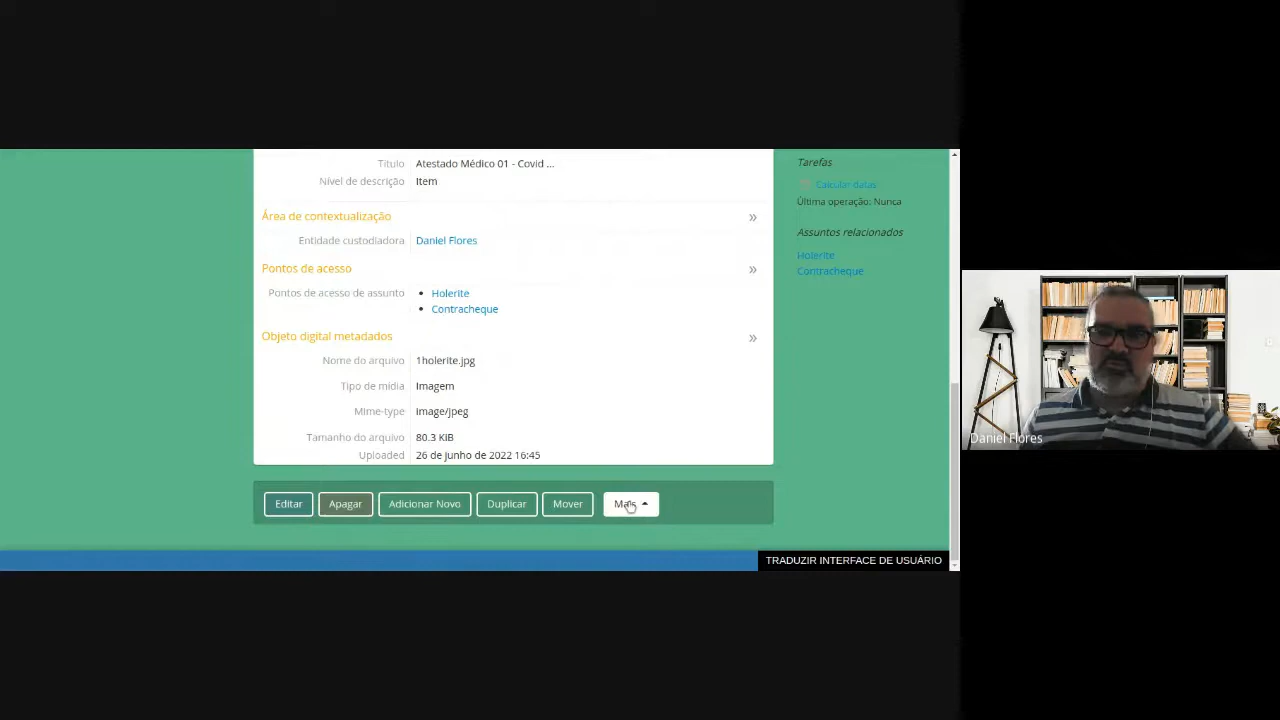 Título Atestado Médico 01 - Covid ...
Nível de descrição Item
Área de contextualização »
Entidade custodiadora Daniel Flores
Pontos de acesso »
Pontos de acesso de assunto • Holerite
• Contracheque
Objeto digital metadados »
Nome do arquivo 1holerite.jpg
Tipo de mídia Imagem
Mime-type image/jpeg
Tamanho do arquivo 80.3 KiB
Uploaded 26 de junho de 2022 16:45
Editar Apagar Adicionar Novo Duplicar Mover Mais
Tarefas
Calcular datas
Última operação: Nunca
Assuntos relacionados
Holerite
Contracheque
TRADUZIR INTERFACE DE USUÁRIO
Daniel Flores